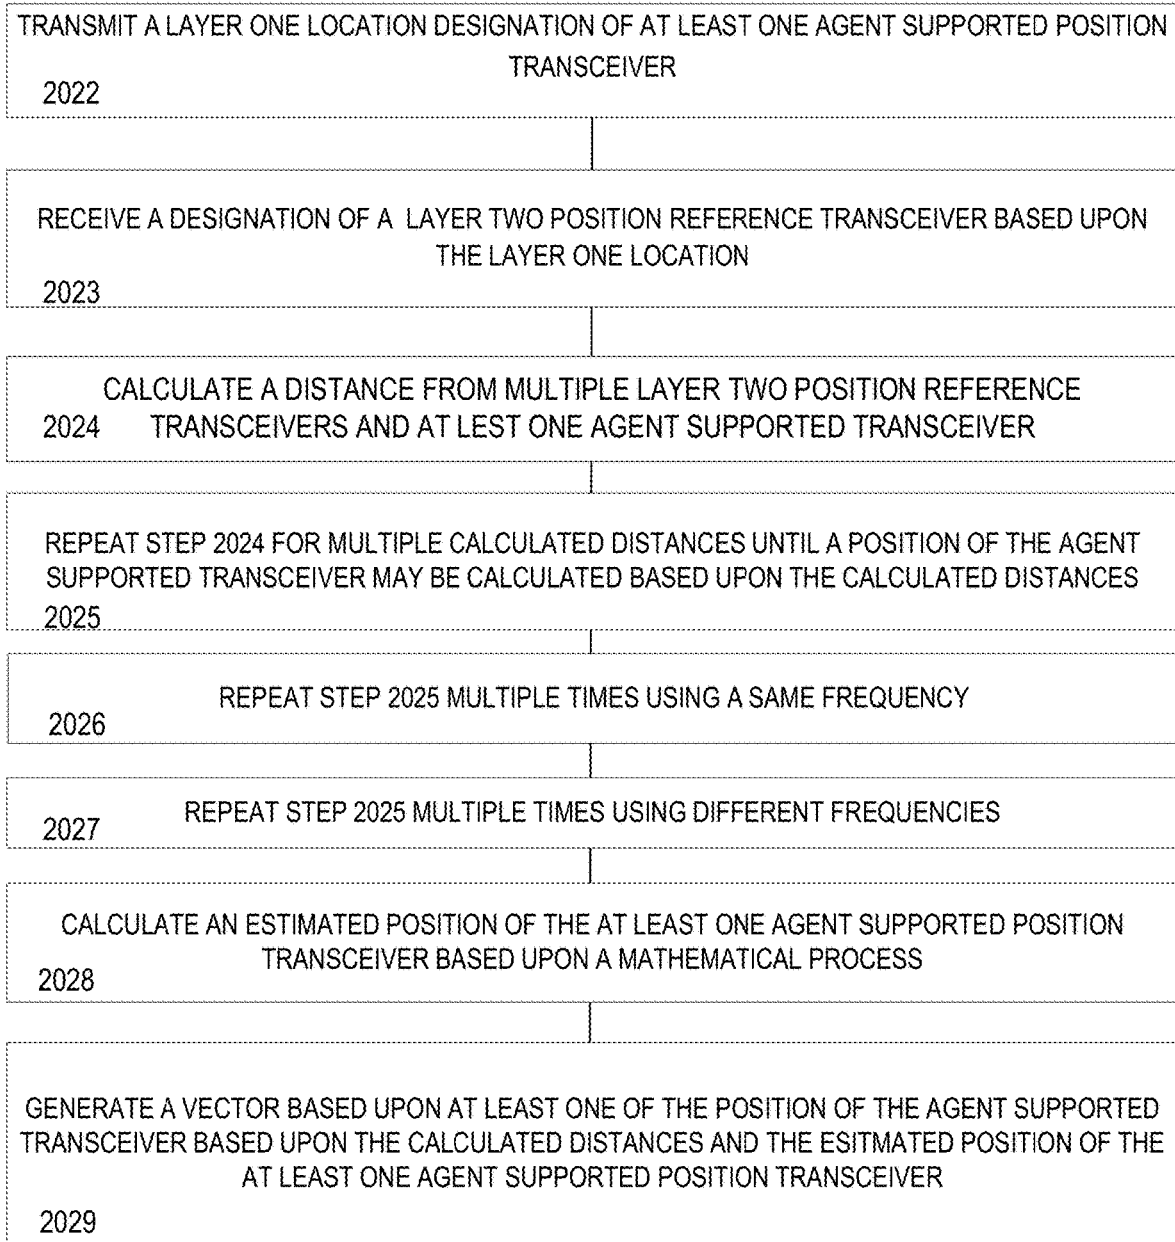 TRANSMIT A LAYER ONE LOCATION DESIGNATION OF AT LEAST ONE AGENT SUPPORTED POSITION
TRANSCEIVER
2022
RECEIVE A DESIGNATION OF A LAYER TWO POSITION REFERENCE TRANSCEIVER BASED UPON
THE LAYER ONE LOCATION
2023
CALCULATE A DISTANCE FROM MULTIPLE LAYER TWO POSITION REFERENCE
2024 TRANSCEIVERS AND AT LEST ONE AGENT SUPPORTED TRANSCEIVER
REPEAT STEP 2024 FOR MULTIPLE CALCULATED DISTANCES UNTIL A POSITION OF THE AGENT
SUPPORTED TRANSCEIVER MAY BE CALCULATED BASED UPON THE CALCULATED DISTANCES
2025
REPEAT STEP 2025 MULTIPLE TIMES USING A SAME FREQUENCY
2026
REPEAT STEP 2025 MULTIPLE TIMES USING DIFFERENT FREQUENCIES
2027
CALCULATE AN ESTIMATED POSITION OF THE AT LEAST ONE AGENT SUPPORTED POSITION
TRANSCEIVER BASED UPON A MATHEMATICAL PROCESS
2028
GENERATE A VECTOR BASED UPON AT LEAST ONE OF THE POSITION OF THE AGENT SUPPORTED
TRANSCEIVER BASED UPON THE CALCULATED DISTANCES AND THE ESITMATED POSITION OF THE
AT LEAST ONE AGENT SUPPORTED POSITION TRANSCEIVER
2029